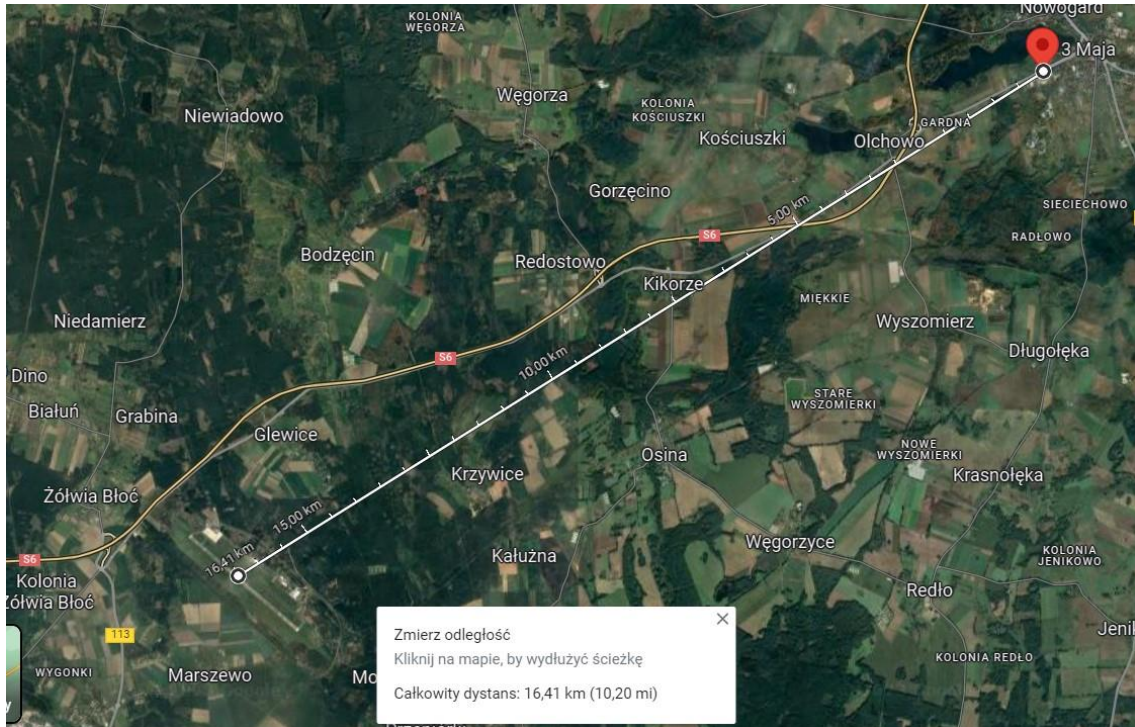 Nowogard
KOLONIA
WĘGORZA
3 Maja
Węgorza
Niewiadowo
KOLONIA
KOŚCIUSZKI
GARDNA
Kościuszki
Olchowo
Gorzęcino
SIECIECHOWO
5,00 km
S6
RADŁOWO
Bodzęcin
Redostowo
Kikorze
MIĘKKIE
Niedamierz
Wyszomierz
S6
10,00 km
Długołęka
Dino
STARE
WYSZOMIERKI
Białuń
Grabina
Glewice
NOWE
WYSZOMIERKI
Osina
Krzywice
Krasnołęka
Żółwia Błoć
15,00 km
Węgorzyce
S6
16,41 km
Kałużna
KOLONIA
JENIKOWO
Kolonia
Żółwia Błoć
Redło
113
Zmierz odległość
Kliknij na mapie, by wydłużyć ścieżkę
KOLONIA REDŁO
WYGONKI
Marszewo
Mo
Całkowity dystans: 16,41 km (10,20 mi)